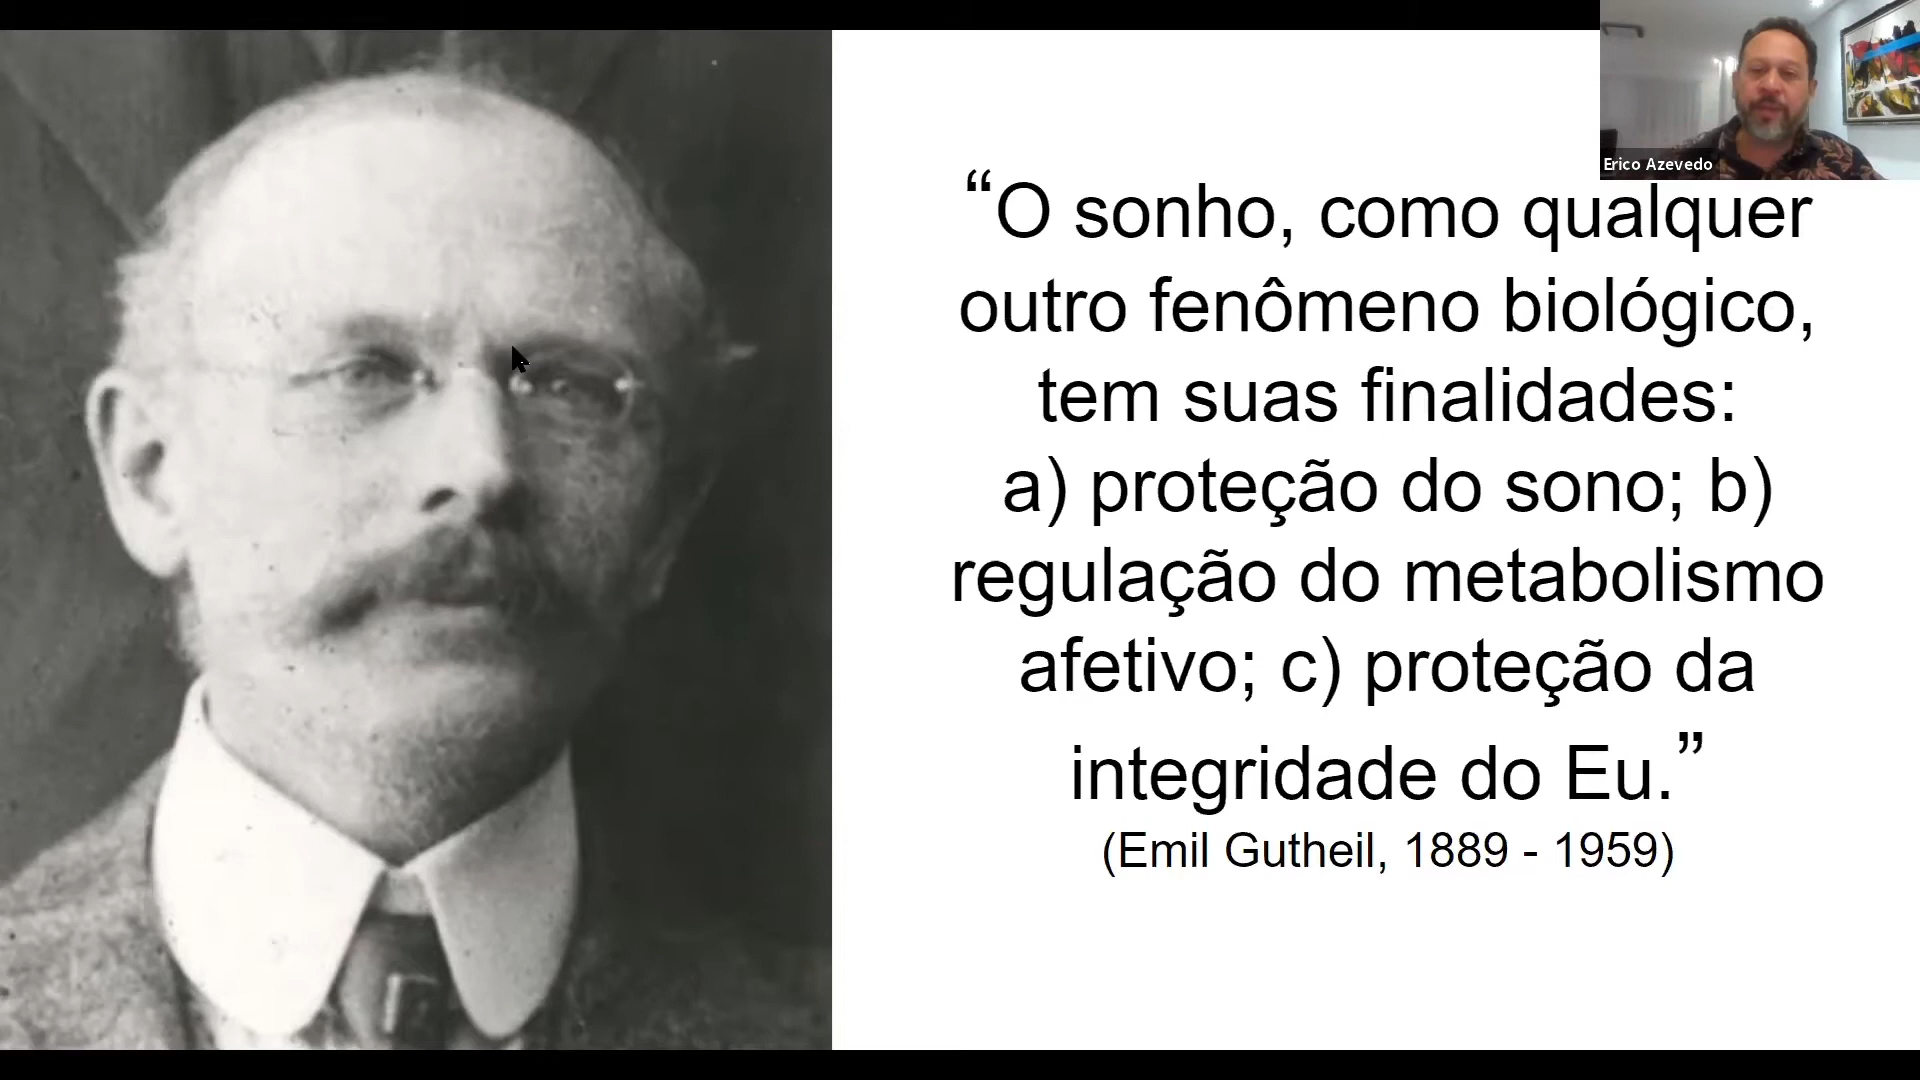 Erico Azevedo
“O sonho, como qualquer
outro fenômeno biológico,
tem suas finalidades:
a) proteção do sono; b)
regulação do metabolismo
afetivo; c) proteção da
integridade do Eu.”
(Emil Gutheil, 1889 - 1959)